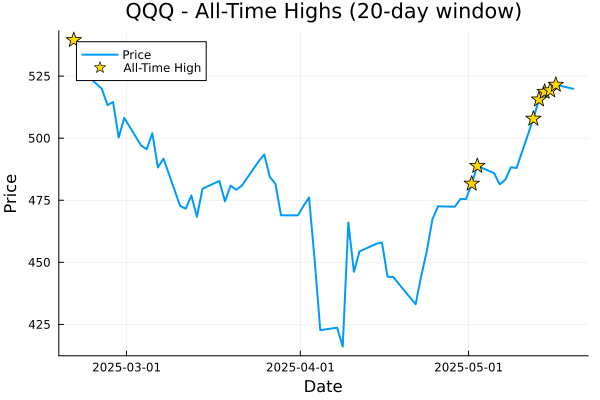 QQQ - All-Time Highs (20-day window)
Price
All-Time High
525
500
475
450
425
Price
2025-03-01
2025-04-01
2025-05-01
Date